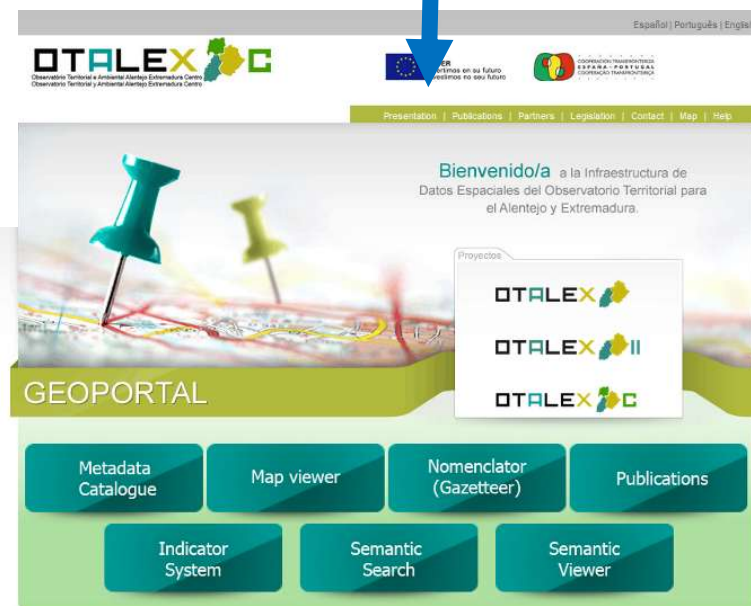 Español | Português | English
OTALEX C
Observatório Territorial e Ambiental Alentejo Extremadura Centro
Observatorio Territorial y Ambiental Alentejo Extremadura Centro
en su futuro
no seu futuro
COOPERACIÓN TRANSFRONTERIZA
ESPAÑA - PORTUGAL
COOPERAÇÃO TRANSFRONTEIRIÇA
Presentation | Publications | Partners | Legislation | Contact | Map | Help
Bienvenido/a a la Infraestructura de
Datos Espaciales del Observatorio Territorial para
el Alentejo y Extremadura.
Proyectos
OTALEX
OTALEX II
OTALEX C
GEOPORTAL
Metadata
Catalogue
Map viewer
Nomenclator
(Gazetteer)
Publications
Indicator
System
Semantic
Search
Semantic
Viewer